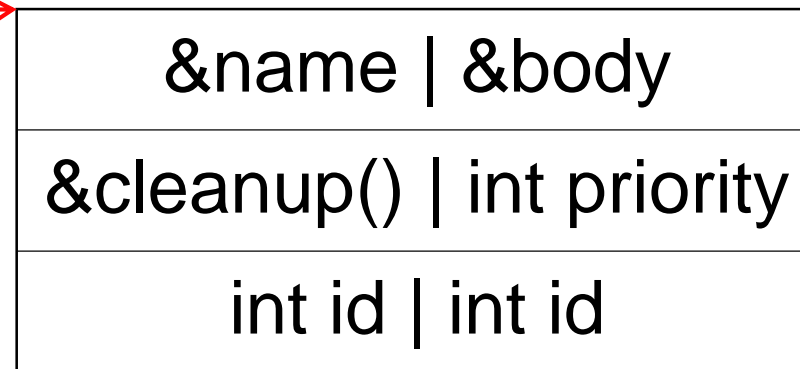 &name | &body
&cleanup() | int priority
int id | int id